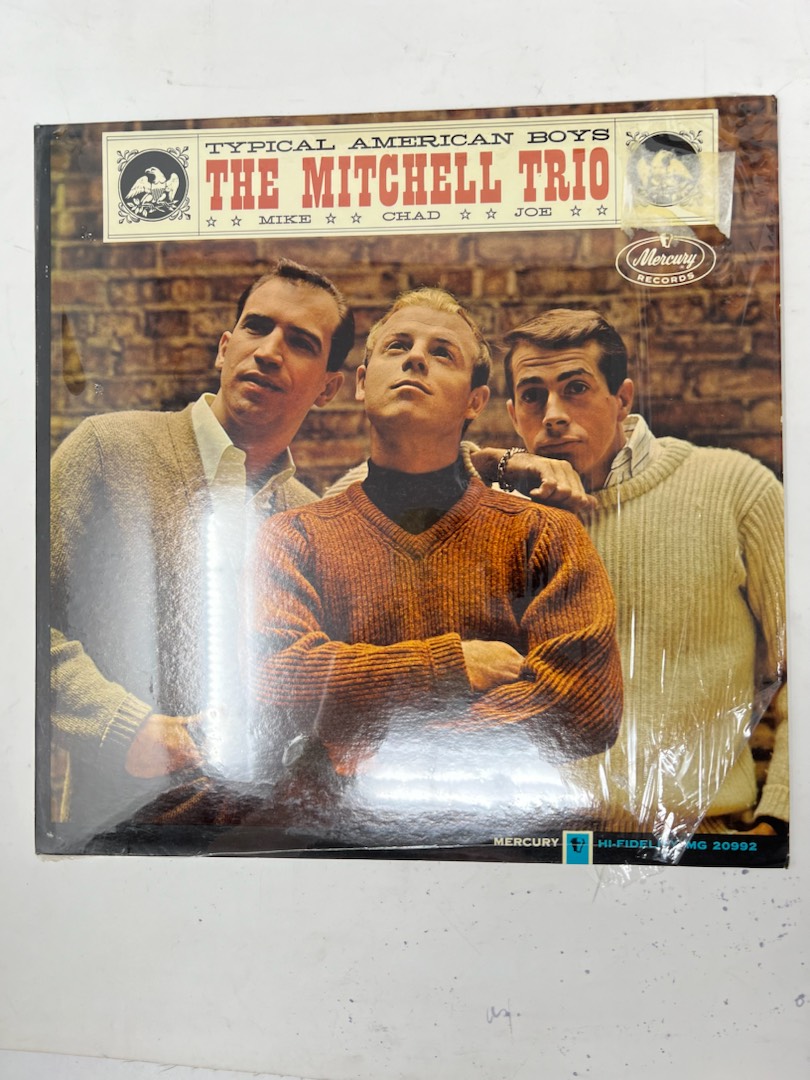 TYPICAL AMERICAN BOYS
THE MITCHELL TRIO
☆ ☆ MIKE ☆ ☆ CHAD ☆ ☆ JOE ☆ ☆
Mercury
RECORDS
MERCURY
MG 20992